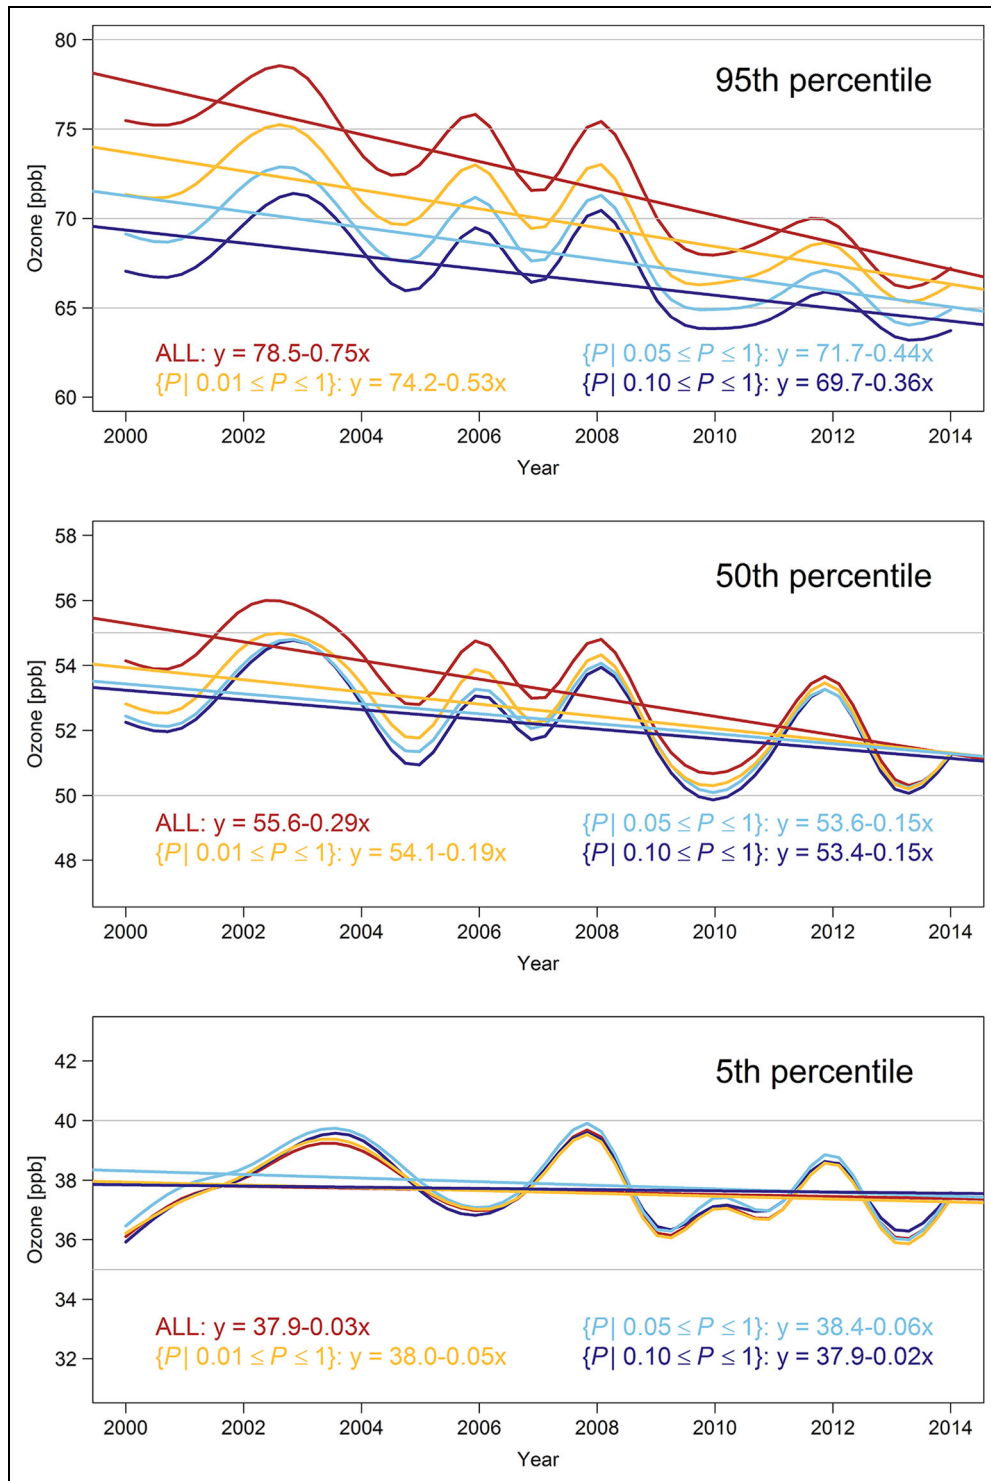 80
95th percentile
75
70
65
60
Ozone [ppb]
ALL: y = 78.5-0.75x
{P| 0.01 ≤ P ≤ 1}: y = 74.2-0.53x
{P| 0.05 ≤ P ≤ 1}: y = 71.7-0.44x
{P| 0.10 ≤ P ≤ 1}: y = 69.7-0.36x
2000 2002 2004 2006 2008 2010 2012 2014
Year
58
50th percentile
56
54
52
50
48
Ozone [ppb]
ALL: y = 55.6-0.29x
{P| 0.01 ≤ P ≤ 1}: y = 54.1-0.19x
{P| 0.05 ≤ P ≤ 1}: y = 53.6-0.15x
{P| 0.10 ≤ P ≤ 1}: y = 53.4-0.15x
2000 2002 2004 2006 2008 2010 2012 2014
Year
42
5th percentile
40
38
36
34
32
Ozone [ppb]
ALL: y = 37.9-0.03x
{P| 0.01 ≤ P ≤ 1}: y = 38.0-0.05x
{P| 0.05 ≤ P ≤ 1}: y = 38.4-0.06x
{P| 0.10 ≤ P ≤ 1}: y = 37.9-0.02x
2000 2002 2004 2006 2008 2010 2012 2014
Year